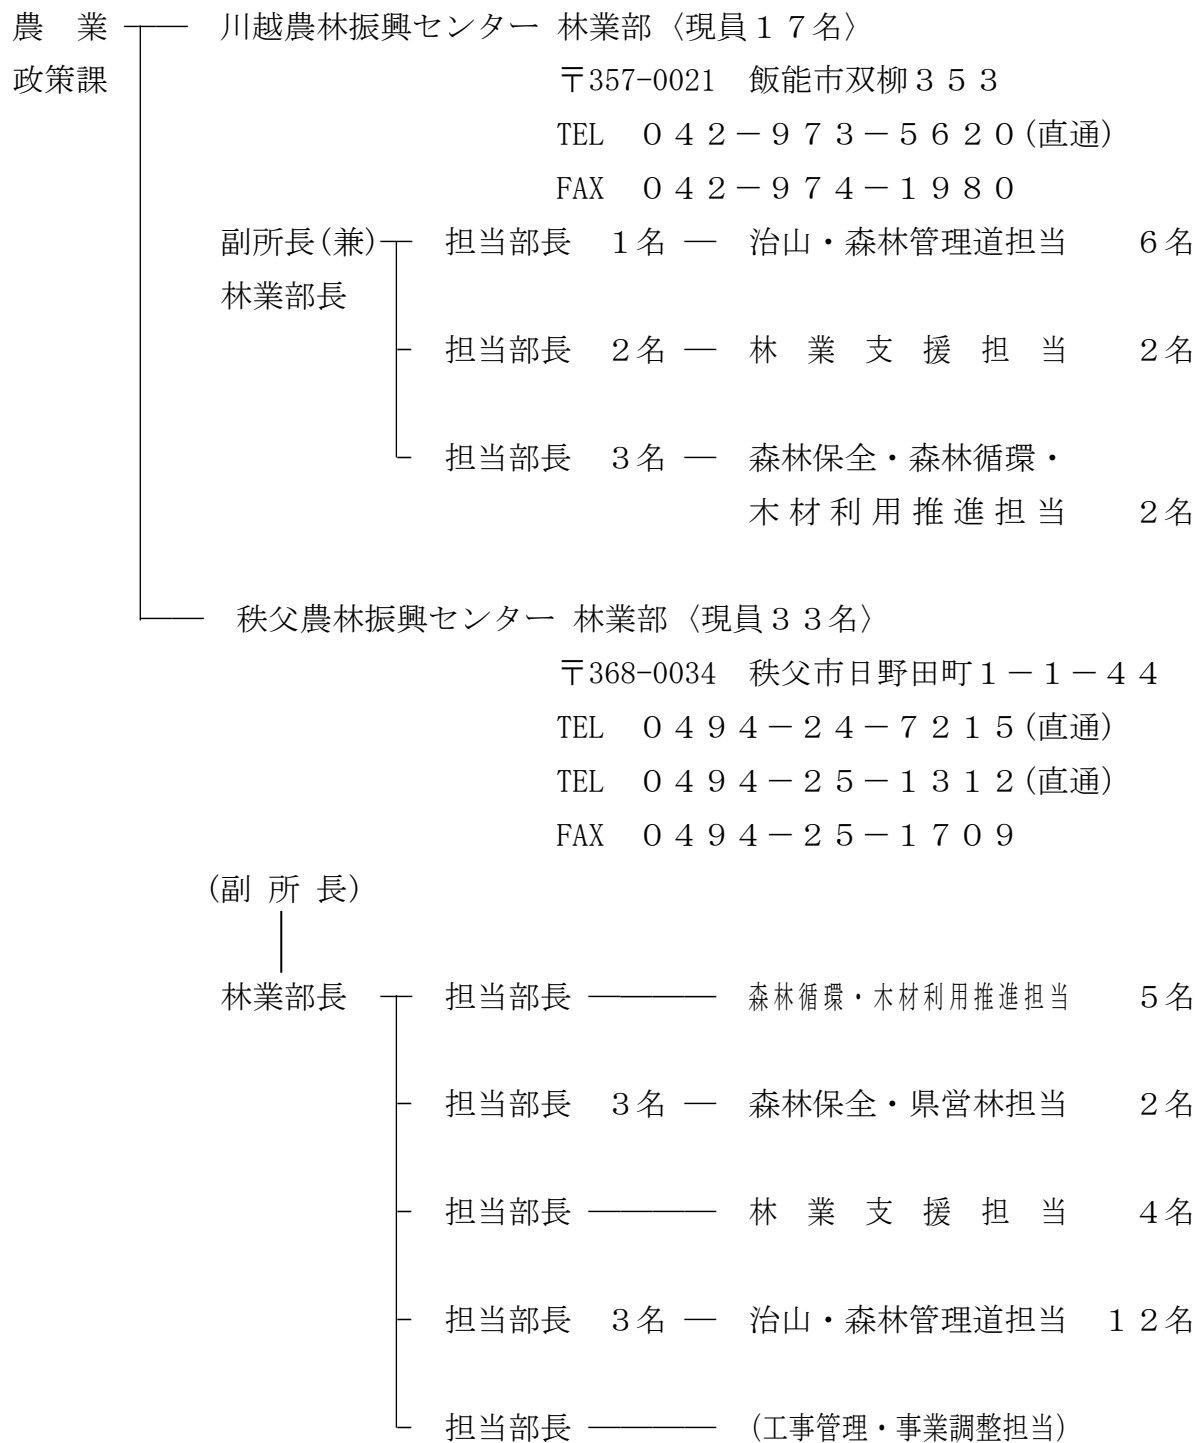 農　業　川越農林振興センター 林業部〈現員１７名〉
政策課　〒357-0021　飯能市双柳３５３
TEL　０４２－９７３－５６２０(直通)
FAX　０４２－９７４－１９８０
副所長(兼)　担当部長　１名 ― 治山・森林管理道担当　６名
林業部長
担当部長　２名 ― 林　業　支　援　担　当　２名
担当部長　３名 ― 森林保全・森林循環・
木材利用推進担当　２名
秩父農林振興センター 林業部〈現員３３名〉
〒368-0034　秩父市日野田町１－１－４４
TEL　０４９４－２４－７２１５(直通)
TEL　０４９４－２５－１３１２(直通)
FAX　０４９４－２５－１７０９
(副 所 長)
林業部長　担当部長 ―――― 森林循環・木材利用推進担当　５名
担当部長　３名 ― 森林保全・県営林担当　２名
担当部長 ―――― 林　業　支　援　担　当　４名
担当部長　３名 ― 治山・森林管理道担当　１２名
担当部長 ―――― (工事管理・事業調整担当)